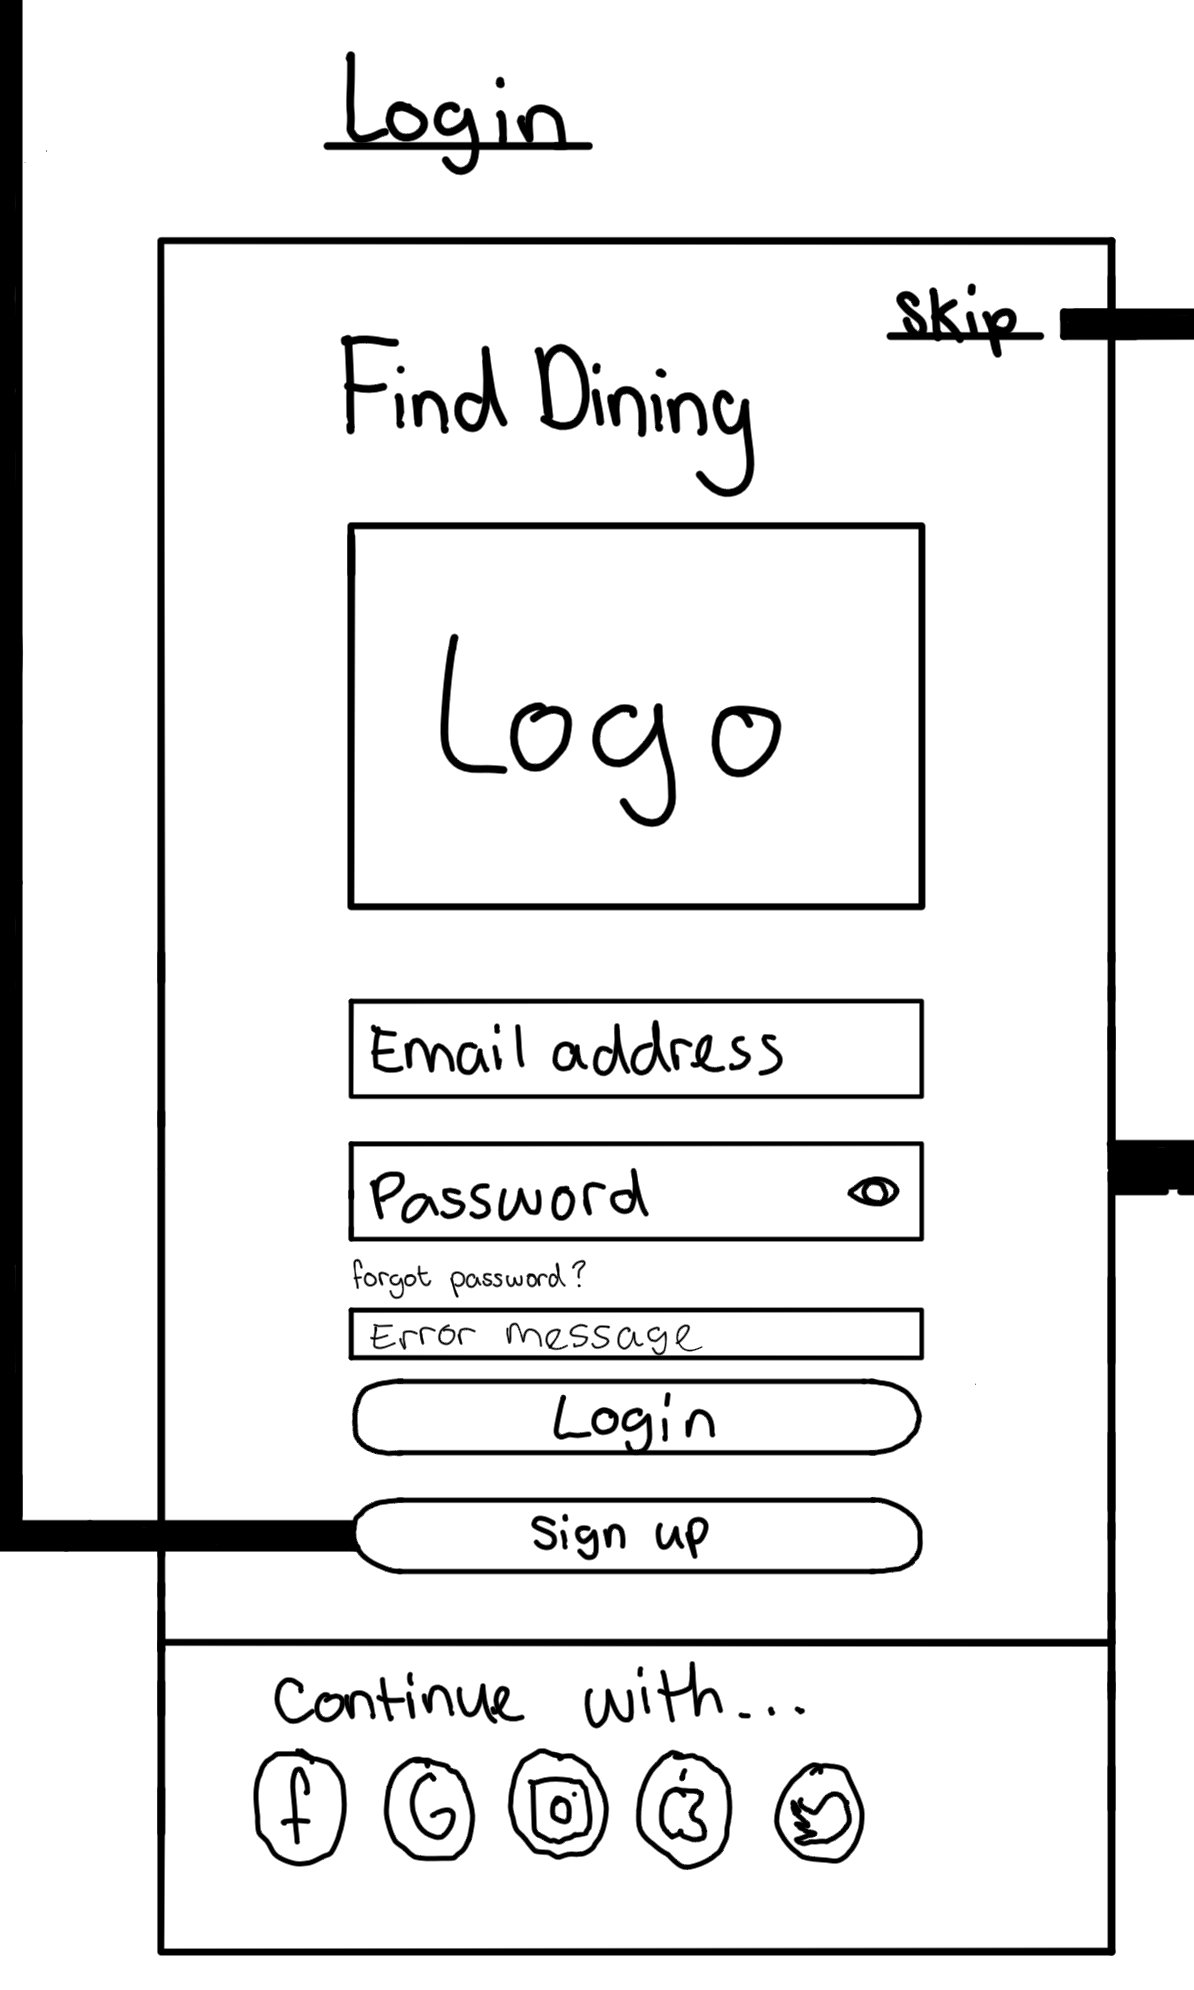 Login
skip
Find Dining
Logo
Email address
Password
forgot password?
Error message
Login
Sign up
Continue with...
f G